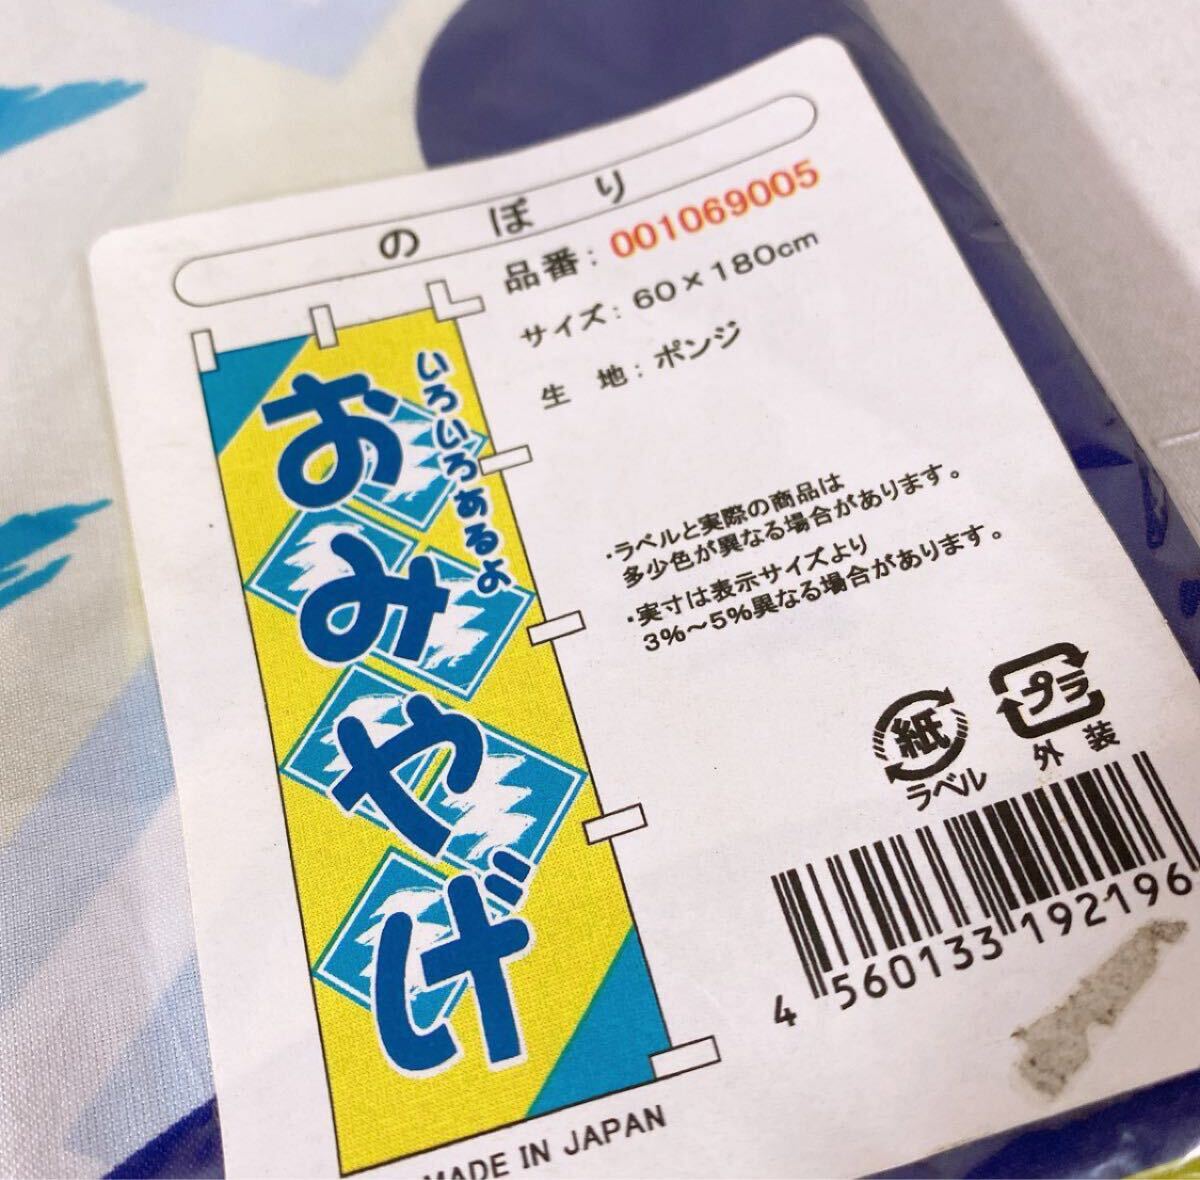 のぼり
品番：001069005
サイズ：60×180cm
生　地：ポンジ
いろいろあるよ
おみやげ
・ラベルと実際の商品は
多少色が異なる場合があります。
・実寸は表示サイズより
3%～5%異なる場合があります。
紙
ラベル
プラ
外装
4 560133 192196
MADE IN JAPAN